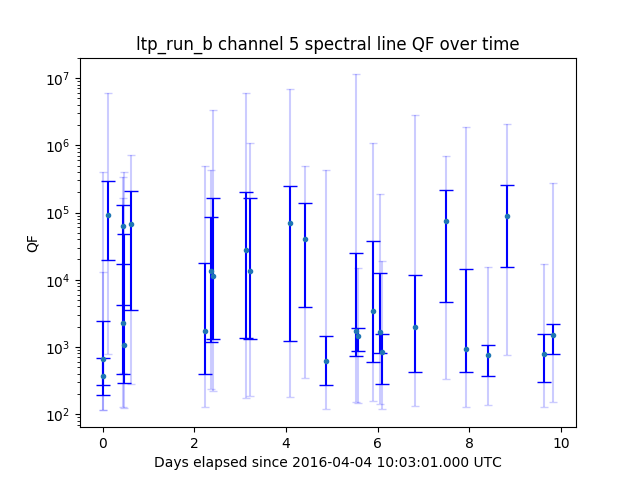 ltp_run_b channel 5 spectral line QF over time
QF
10^7
10^6
10^5
10^4
10^3
10^2
0 2 4 6 8 10
Days elapsed since 2016-04-04 10:03:01.000 UTC